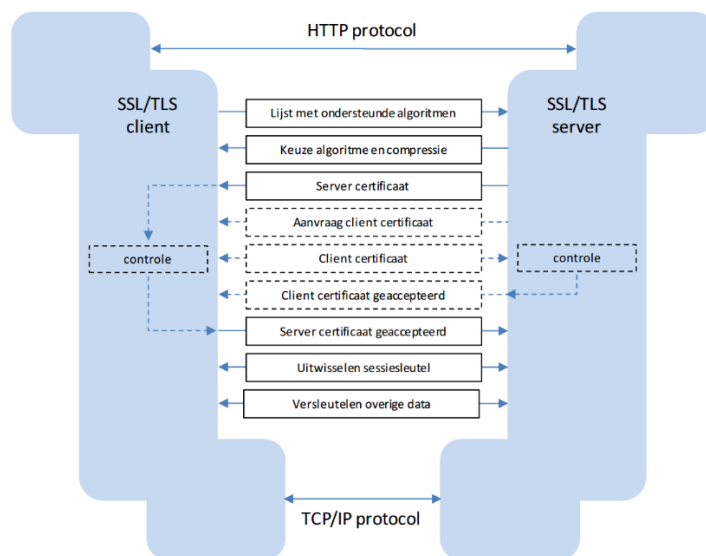 HTTP protocol
SSL/TLS
client
SSL/TLS
server
Lijst met ondersteunde algoritmen
Keuze algoritme en compressie
Server certificaat
Aanvraag client certificaat
controle
Client certificaat
controle
Client certificaat geaccepteerd
Server certificaat geaccepteerd
Uitwisselen sessiesleutel
Versleutelen overige data
TCP/IP protocol